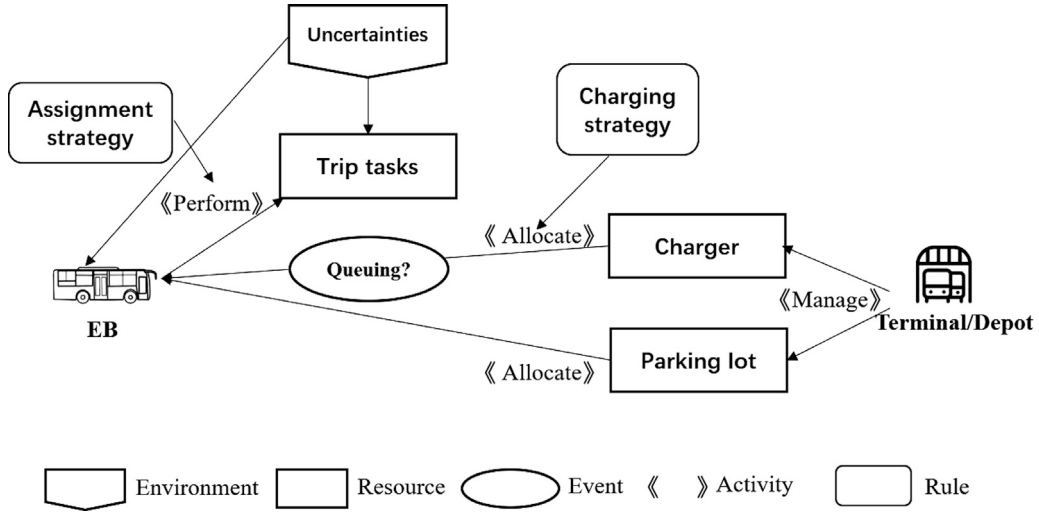 Uncertainties
Assignment
strategy
Charging
strategy
Trip tasks
《Perform》
《 Allocate》
Charger
Queuing?
《Manage》
EB
Terminal/Depot
Parking lot
《 Allocate》
Environment
Resource
Event
《 》Activity
Rule